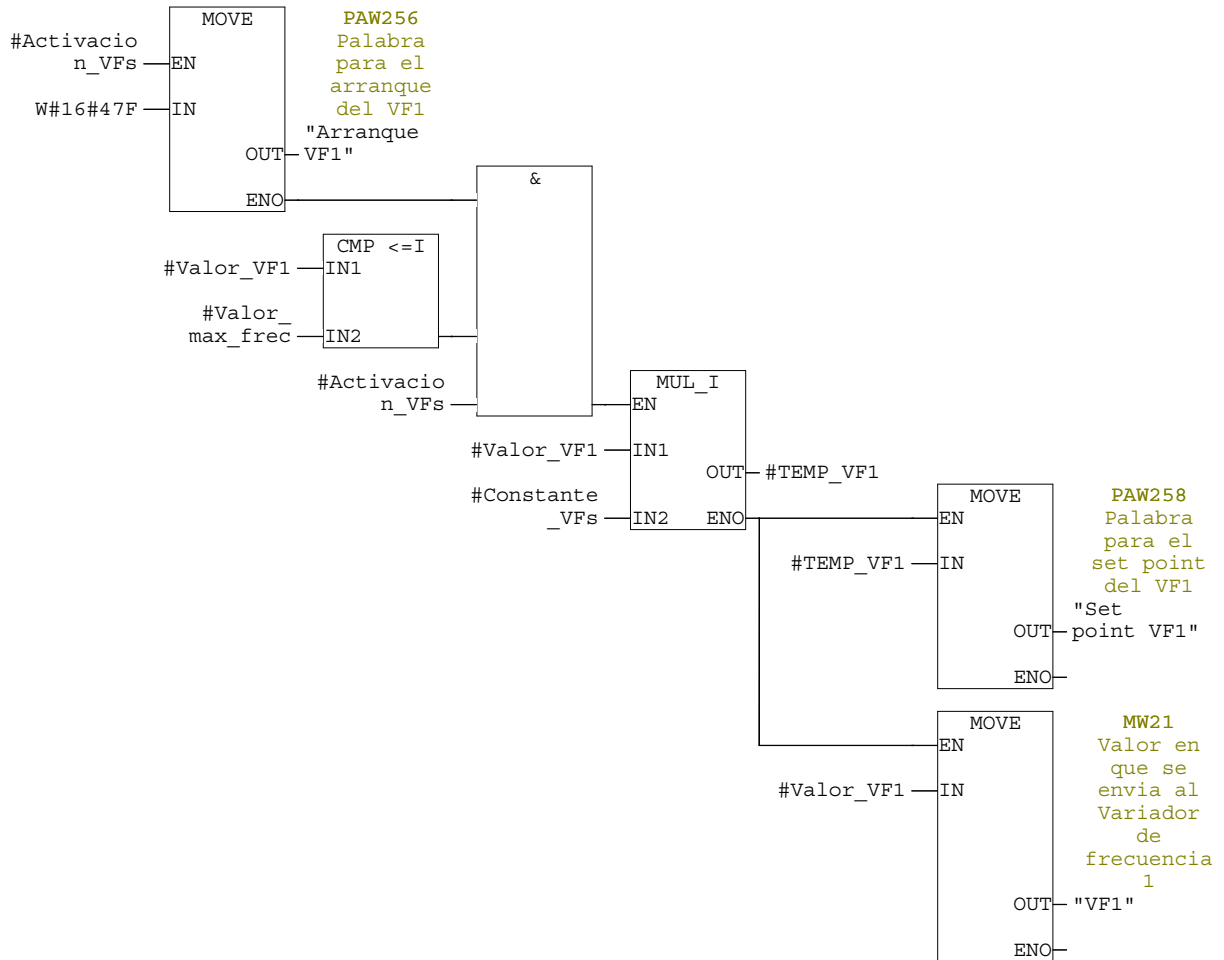 MOVE
PAW256
Palabra
para el
arranque
del VF1
#Activacio
n_VFs
EN
W#16#47F
IN
"Arranque
VF1"
OUT
ENO
&
CMP <=I
#Valor_VF1
IN1
#Valor_
max_frec
IN2
#Activacio
n_VFs
MUL_I
EN
#Valor_VF1
IN1
OUT
#TEMP_VF1
#Constante
_VFs
IN2
ENO
MOVE
PAW258
Palabra
para el
set point
del VF1
EN
#TEMP_VF1
IN
"Set
point VF1"
OUT
ENO
MOVE
MW21
Valor en
que se
envia al
Variador
de
frecuencia
1
EN
#Valor_VF1
IN
OUT
"VF1"
ENO